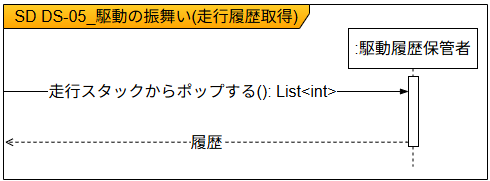 SD DS-05_駆動の振舞い(走行履歴取得)
:駆動履歴保管者
走行スタックからポップする(): List<int>
履歴